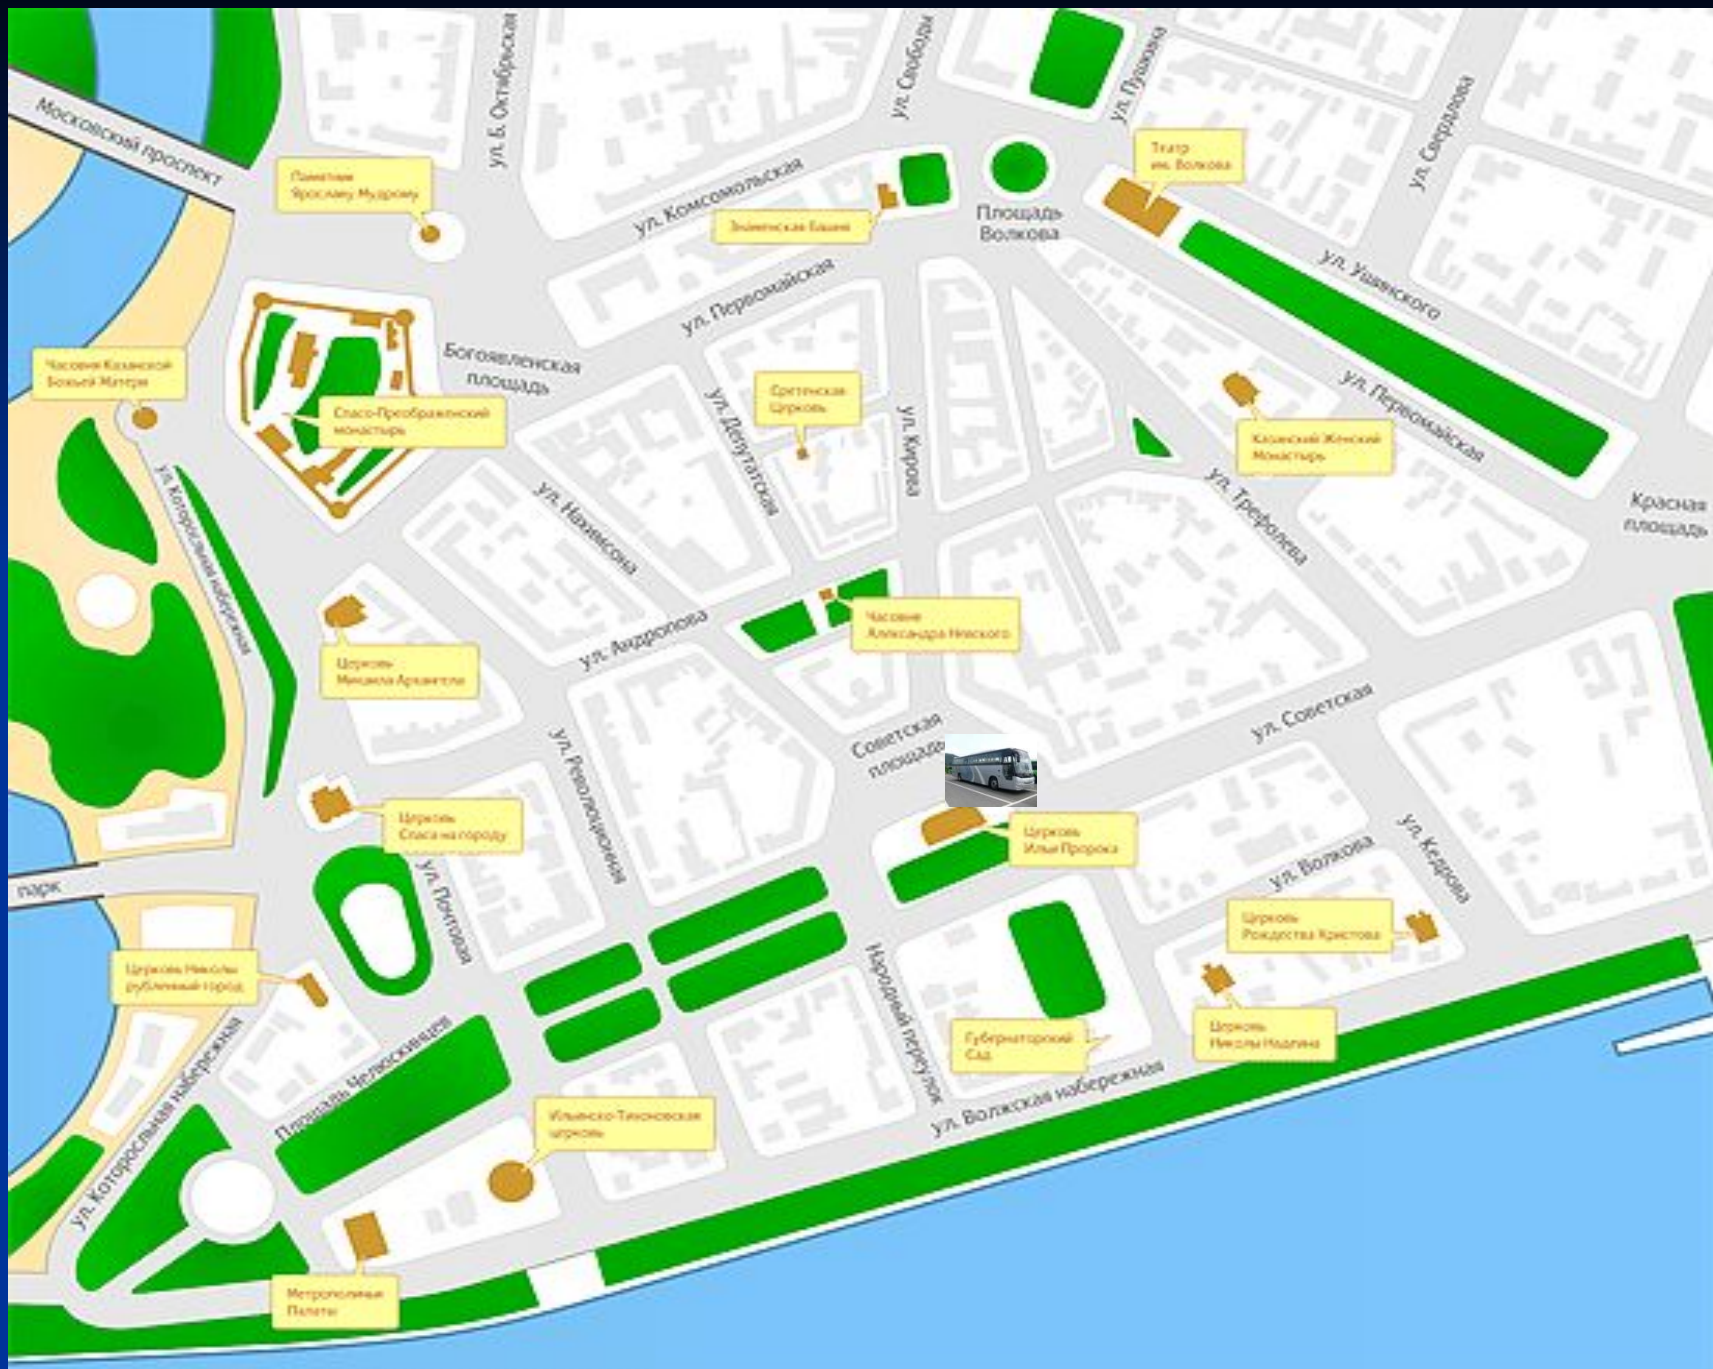 Московский проспект
ул. Б. Октябрьская
ул. Свободы
ул. Пушкина
ул. Свердлова
Памятник
Ярославу Мудрому
ул. Комсомольская
Знаменская Башня
Театр
им. Волкова
Площадь
Волкова
ул. Первомайская
ул. Ушинского
Богоявленская
площадь
Часовня Казанской
Божьей Матери
Спасо-Преображенский
монастырь
Сретенская
Церковь
ул. Депутатская
ул. Кирова
ул. Первомайская
Казанский Женский
Монастырь
ул. Которосльная набережная
ул. Нахимсона
ул. Трефолева
Красная
площадь
ул. Андропова
Часовня
Александра Невского
Церковь
Михаила Архангела
ул. Советская
Советская
площадь
ул. Революционная
Церковь
Спаса на городу
Церковь
Ильи Пророка
ул. Волкова
ул. Кедрова
парк
ул. Почтовая
Церковь
Рождества Христова
Церковь Николы
рубленный город
Народный переулок
Губернаторский
Сад
Церковь
Николы Надеина
ул. Которосльная набережная
Площадь Челюскинцев
ул. Волжская набережная
Ильинско-Тихоновская
церковь
Метрополичьи
Палаты